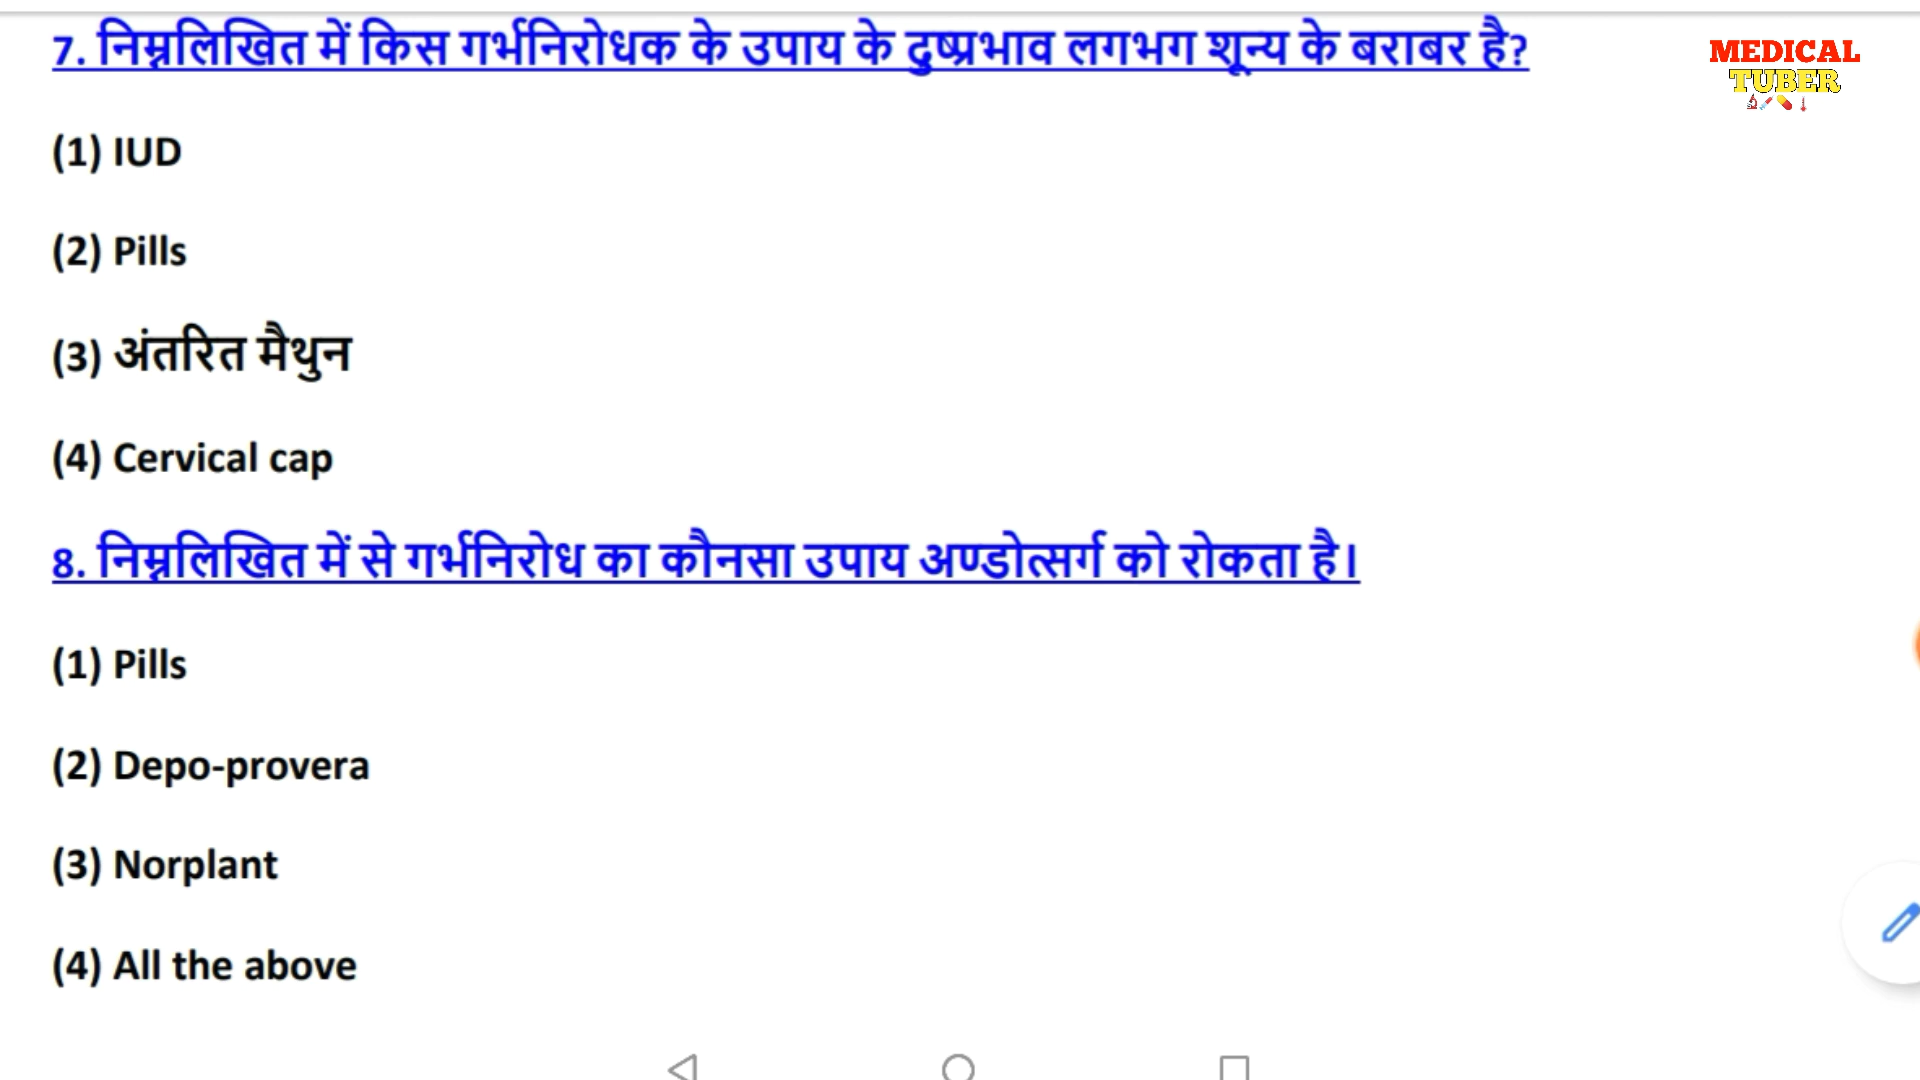 7. निम्नलिखित में किस गर्भनिरोधक के उपाय के दुष्प्रभाव लगभग शून्य के बराबर है?
MEDICAL
TUBER
(1) IUD
(2) Pills
(3) अंतरित मैथुन
(4) Cervical cap
8. निम्नलिखित में से गर्भनिरोध का कौनसा उपाय अण्डोत्सर्ग को रोकता है।
(1) Pills
(2) Depo-provera
(3) Norplant
(4) All the above